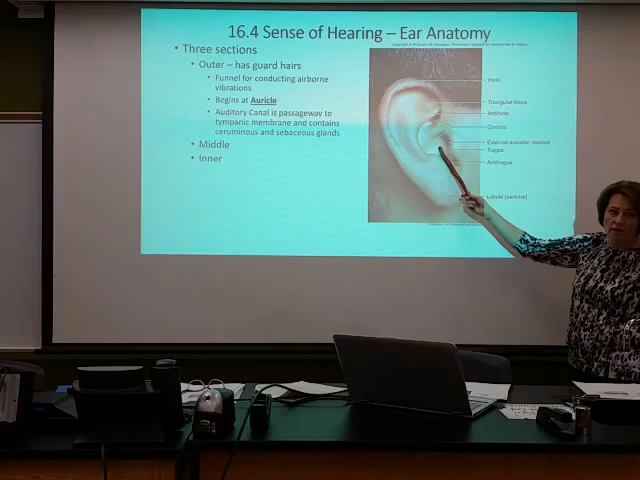 16.4 Sense of Hearing – Ear Anatomy
• Three sections
• Outer – has guard hairs
• Funnel for conducting airborne
vibrations
• Begins at Auricle
• Auditory Canal is passageway to
tympanic membrane and contains
ceruminous and sebaceous glands
• Middle
• Inner
Helix
Triangular fossa
Antihelix
Concha
External acoustic meatus
Tragus
Antitragus
Lobule (earlobe)